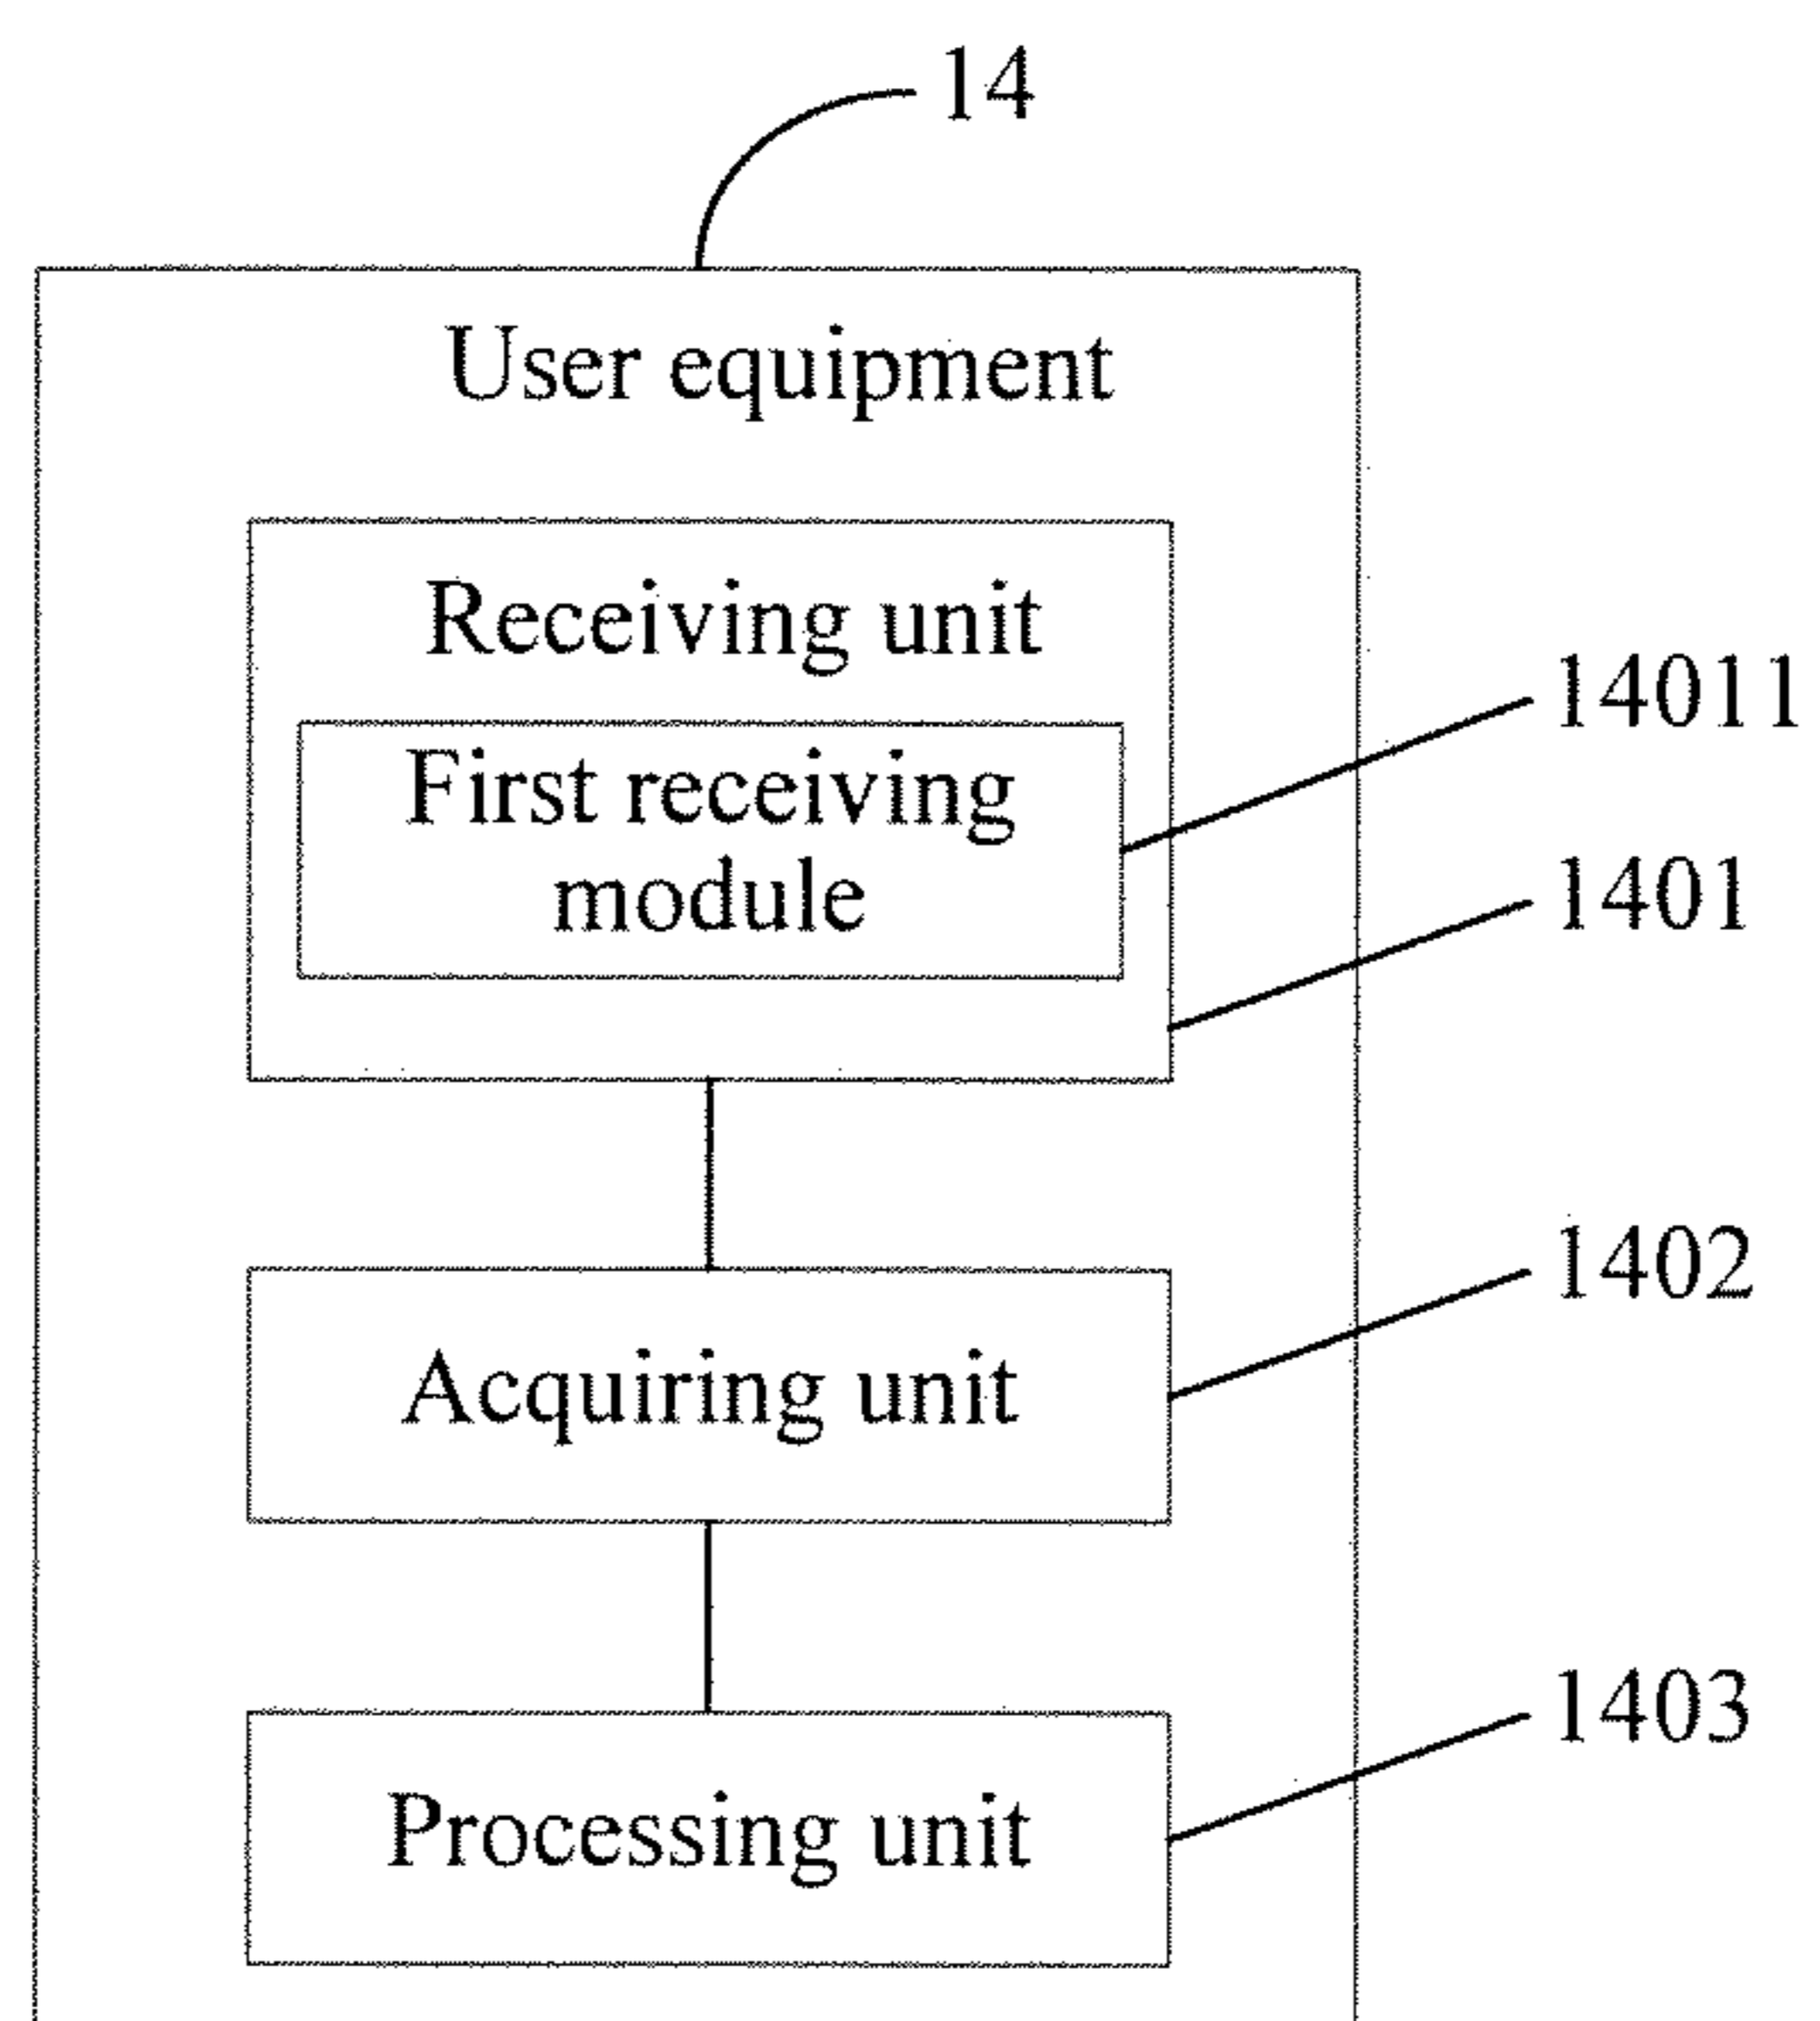 14
User equipment
Receiving unit
First receiving
module
14011
1401
Acquiring unit
1402
Processing unit
1403